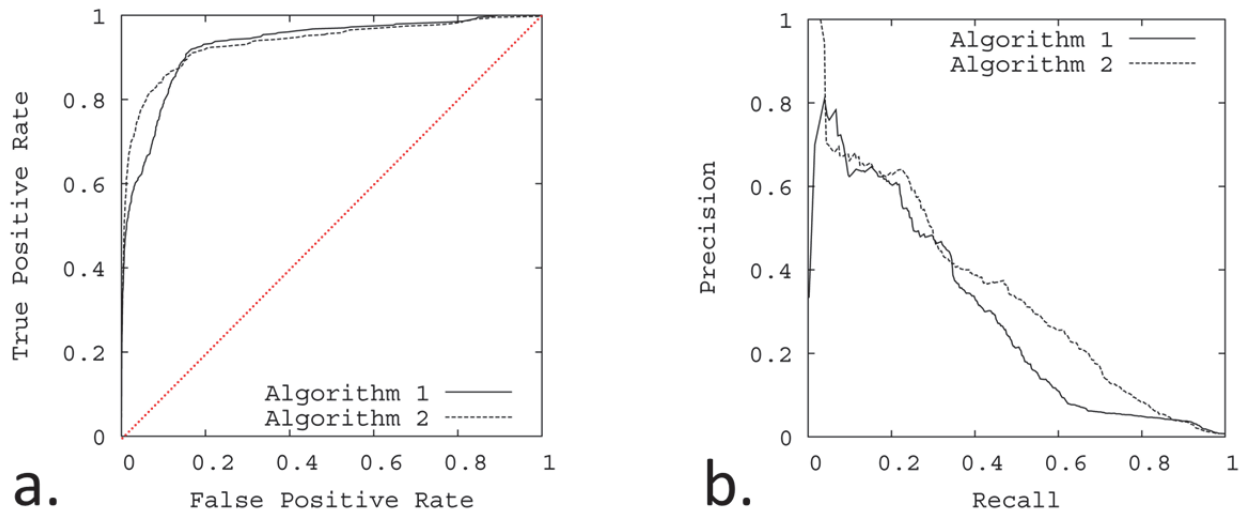 1
0.8
0.6
0.4
0.2
0
True Positive Rate
Algorithm 1
Algorithm 2
0 0.2 0.4 0.6 0.8 1
False Positive Rate
a.
1
0.8
0.6
0.4
0.2
0
Precision
Algorithm 1
Algorithm 2
0 0.2 0.4 0.6 0.8 1
Recall
b.